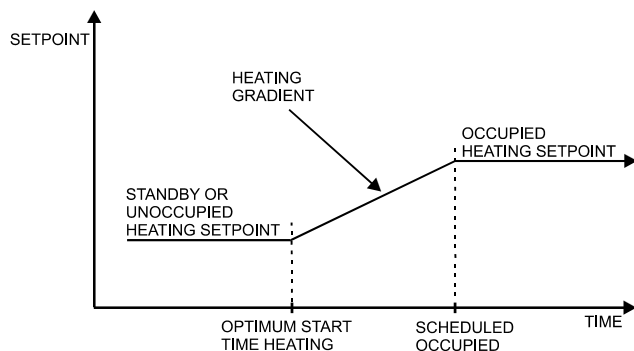 SETPOINT
HEATING
GRADIENT
OCCUPIED
HEATING SETPOINT
STANDBY OR
UNOCCUPIED
HEATING SETPOINT
TIME
OPTIMUM START
TIME HEATING
SCHEDULED
OCCUPIED